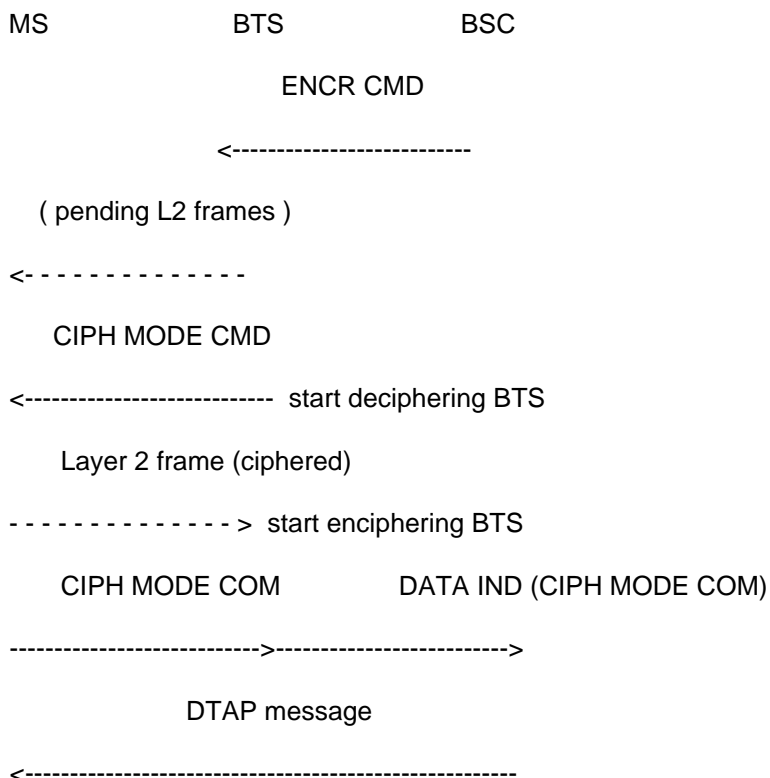 MS BTS BSC
ENCR CMD
<---------------------------
( pending L2 frames )
<- - - - - - - - - - - - - -
CIPH MODE CMD
<---------------------------- start deciphering BTS
Layer 2 frame (ciphered)
- - - - - - - - - - - - - - > start enciphering BTS
CIPH MODE COM DATA IND (CIPH MODE COM)
---------------------------->-------------------------->
DTAP message
<-------------------------------------------------------